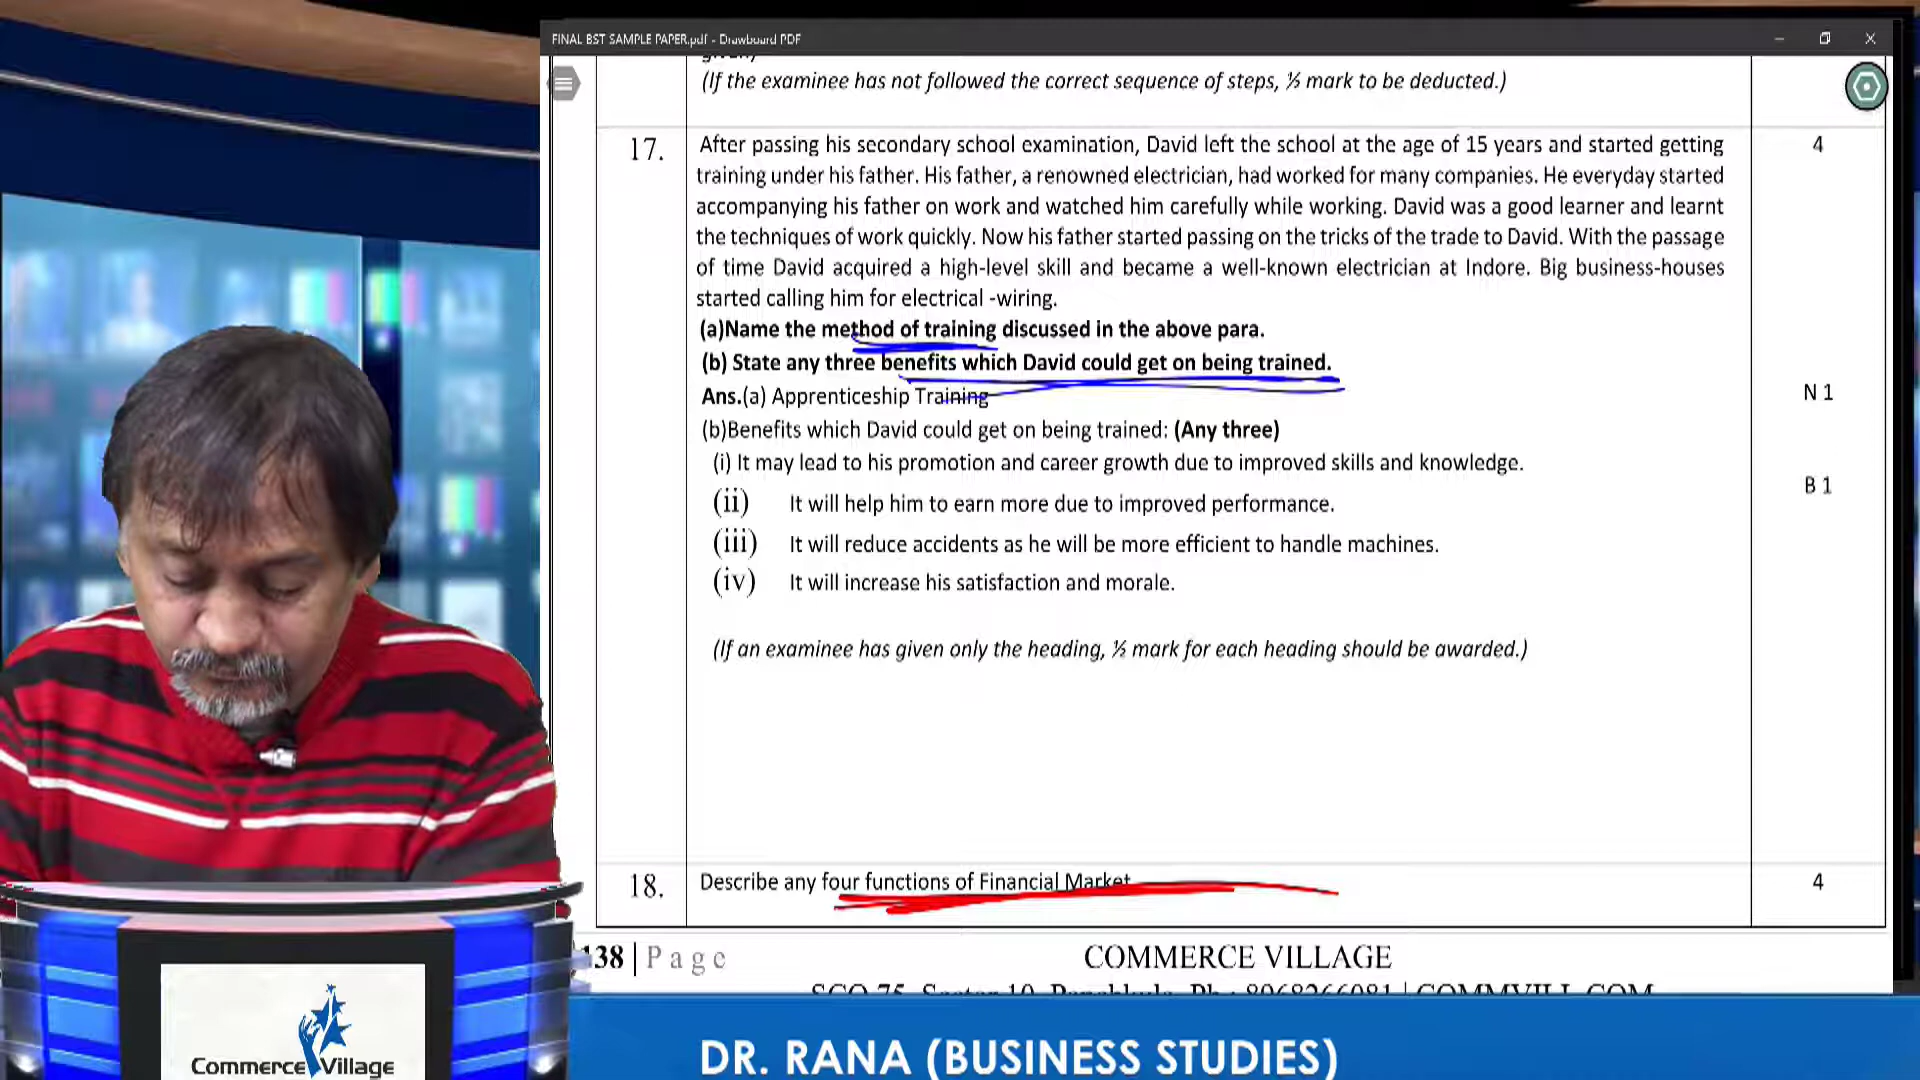 FINAL BST SAMPLE PAPER.pdf - Drawboard PDF
(If the examinee has not followed the correct sequence of steps, ½ mark to be deducted.)
17.
After passing his secondary school examination, David left the school at the age of 15 years and started getting
4
training under his father. His father, a renowned electrician, had worked for many companies. He everyday started
accompanying his father on work and watched him carefully while working. David was a good learner and learnt
the techniques of work quickly. Now his father started passing on the tricks of the trade to David. With the passage
of time David acquired a high-level skill and became a well-known electrician at Indore. Big business-houses
started calling him for electrical -wiring.
(a)Name the method of training discussed in the above para.
(b) State any three benefits which David could get on being trained.
Ans.(a) Apprenticeship Training
N 1
(b)Benefits which David could get on being trained: (Any three)
(i) It may lead to his promotion and career growth due to improved skills and knowledge.
B 1
(ii) It will help him to earn more due to improved performance.
(iii) It will reduce accidents as he will be more efficient to handle machines.
(iv) It will increase his satisfaction and morale.
(If an examinee has given only the heading, ½ mark for each heading should be awarded.)
18.
Describe any four functions of Financial Market
4
138 | Page
COMMERCE VILLAGE
SCO 75, Sector 10, Panchkula, Ph : 8968266081 | COMMVILL.COM
DR. RANA (BUSINESS STUDIES)
Commerce Village